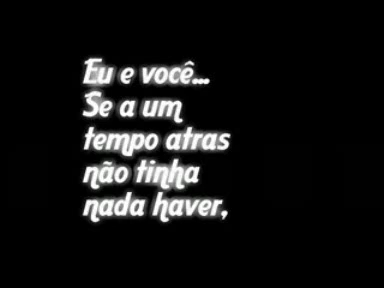 Eu e você...
Se a um
tempo atras
não tinha
nada haver,